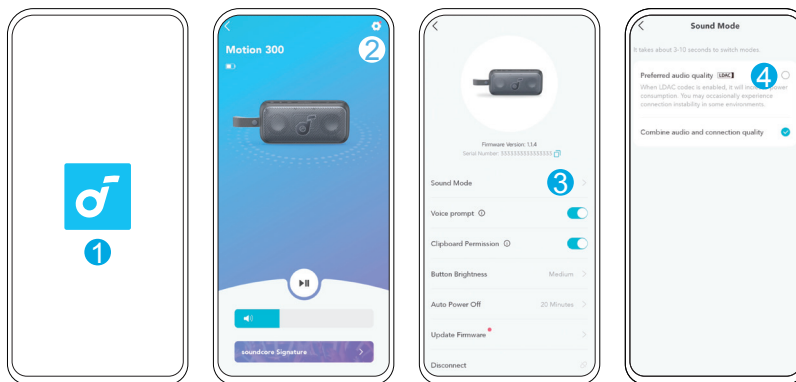 1
2
Motion 300
soundcore Signature
Firmware Version: 1.1.4
Serial Number: 3333333333333333
Sound Mode
3
Voice prompt
Clipboard Permission
Button Brightness Medium
Auto Power Off 20 Minutes
Update Firmware
Disconnect
Sound Mode
It takes about 3-10 seconds to switch modes.
Preferred audio quality LDAC
4
When LDAC codec is enabled, it will increase power
consumption. You may occasionally experience
connection instability in some environments.
Combine audio and connection quality